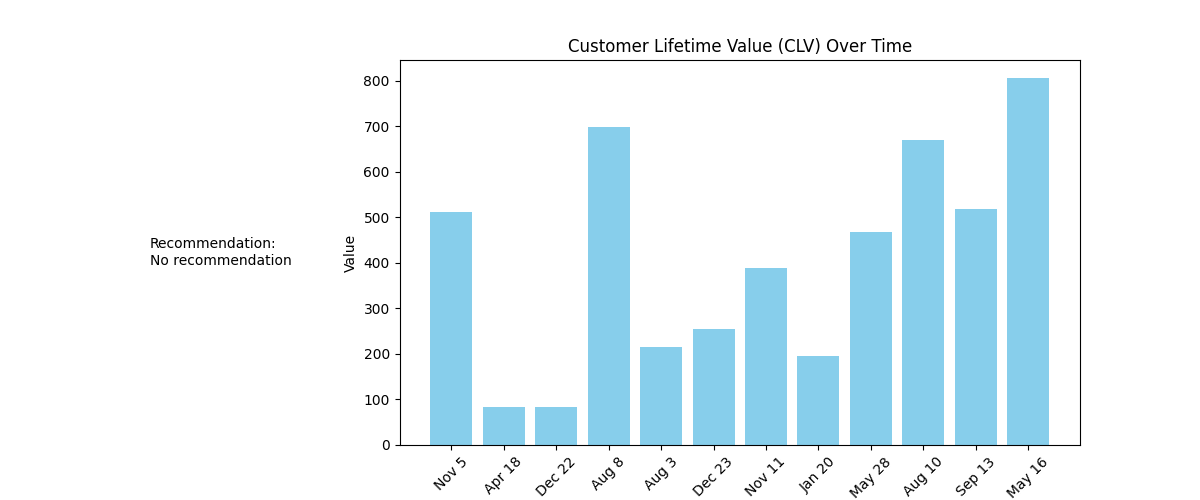 Customer Lifetime Value (CLV) Over Time
Recommendation:
No recommendation
Value
800
700
600
500
400
300
200
100
0
Nov 5
Apr 18
Dec 22
Aug 8
Aug 3
Dec 23
Nov 11
Jan 20
May 28
Aug 10
Sep 13
May 16